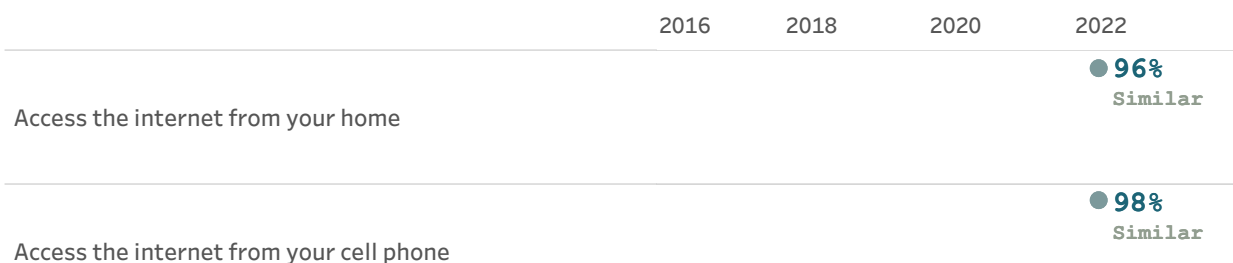 2016 2018 2020 2022
96%
Similar
Access the internet from your home
98%
Similar
Access the internet from your cell phone